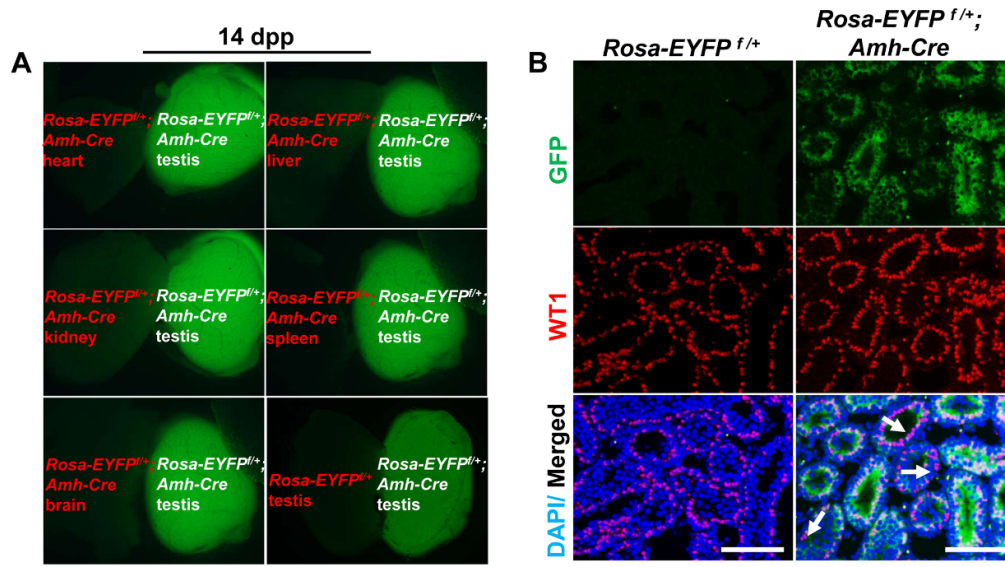 14 dpp
A
Rosa-EYFPf/+;
Amh-Cre
heart
Rosa-EYFPf/+;
Amh-Cre
testis
Rosa-EYFPf/+;
Amh-Cre
liver
Rosa-EYFPf/+;
Amh-Cre
testis
Rosa-EYFPf/+;
Amh-Cre
kidney
Rosa-EYFPf/+;
Amh-Cre
testis
Rosa-EYFPf/+;
Amh-Cre
spleen
Rosa-EYFPf/+;
Amh-Cre
testis
Rosa-EYFPf/+;
Amh-Cre
brain
Rosa-EYFPf/+;
Amh-Cre
testis
Rosa-EYFPf/+
testis
Rosa-EYFPf/+;
Amh-Cre
testis
B
Rosa-EYFP f/+
Rosa-EYFP f/+;
Amh-Cre
GFP
WT1
DAPI/ Merged